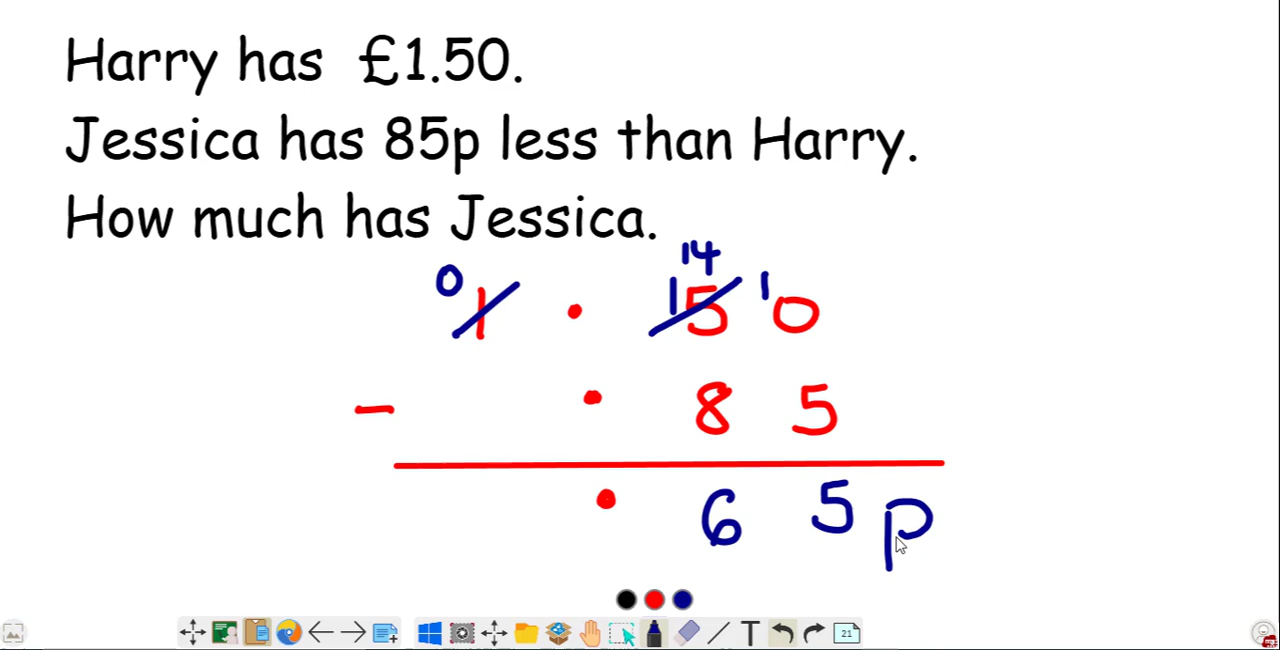 Harry has £1.50.
Jessica has 85p less than Harry.
How much has Jessica.
0 14
1 . 15 10
- . 8 5
. 6 5 p
T 21